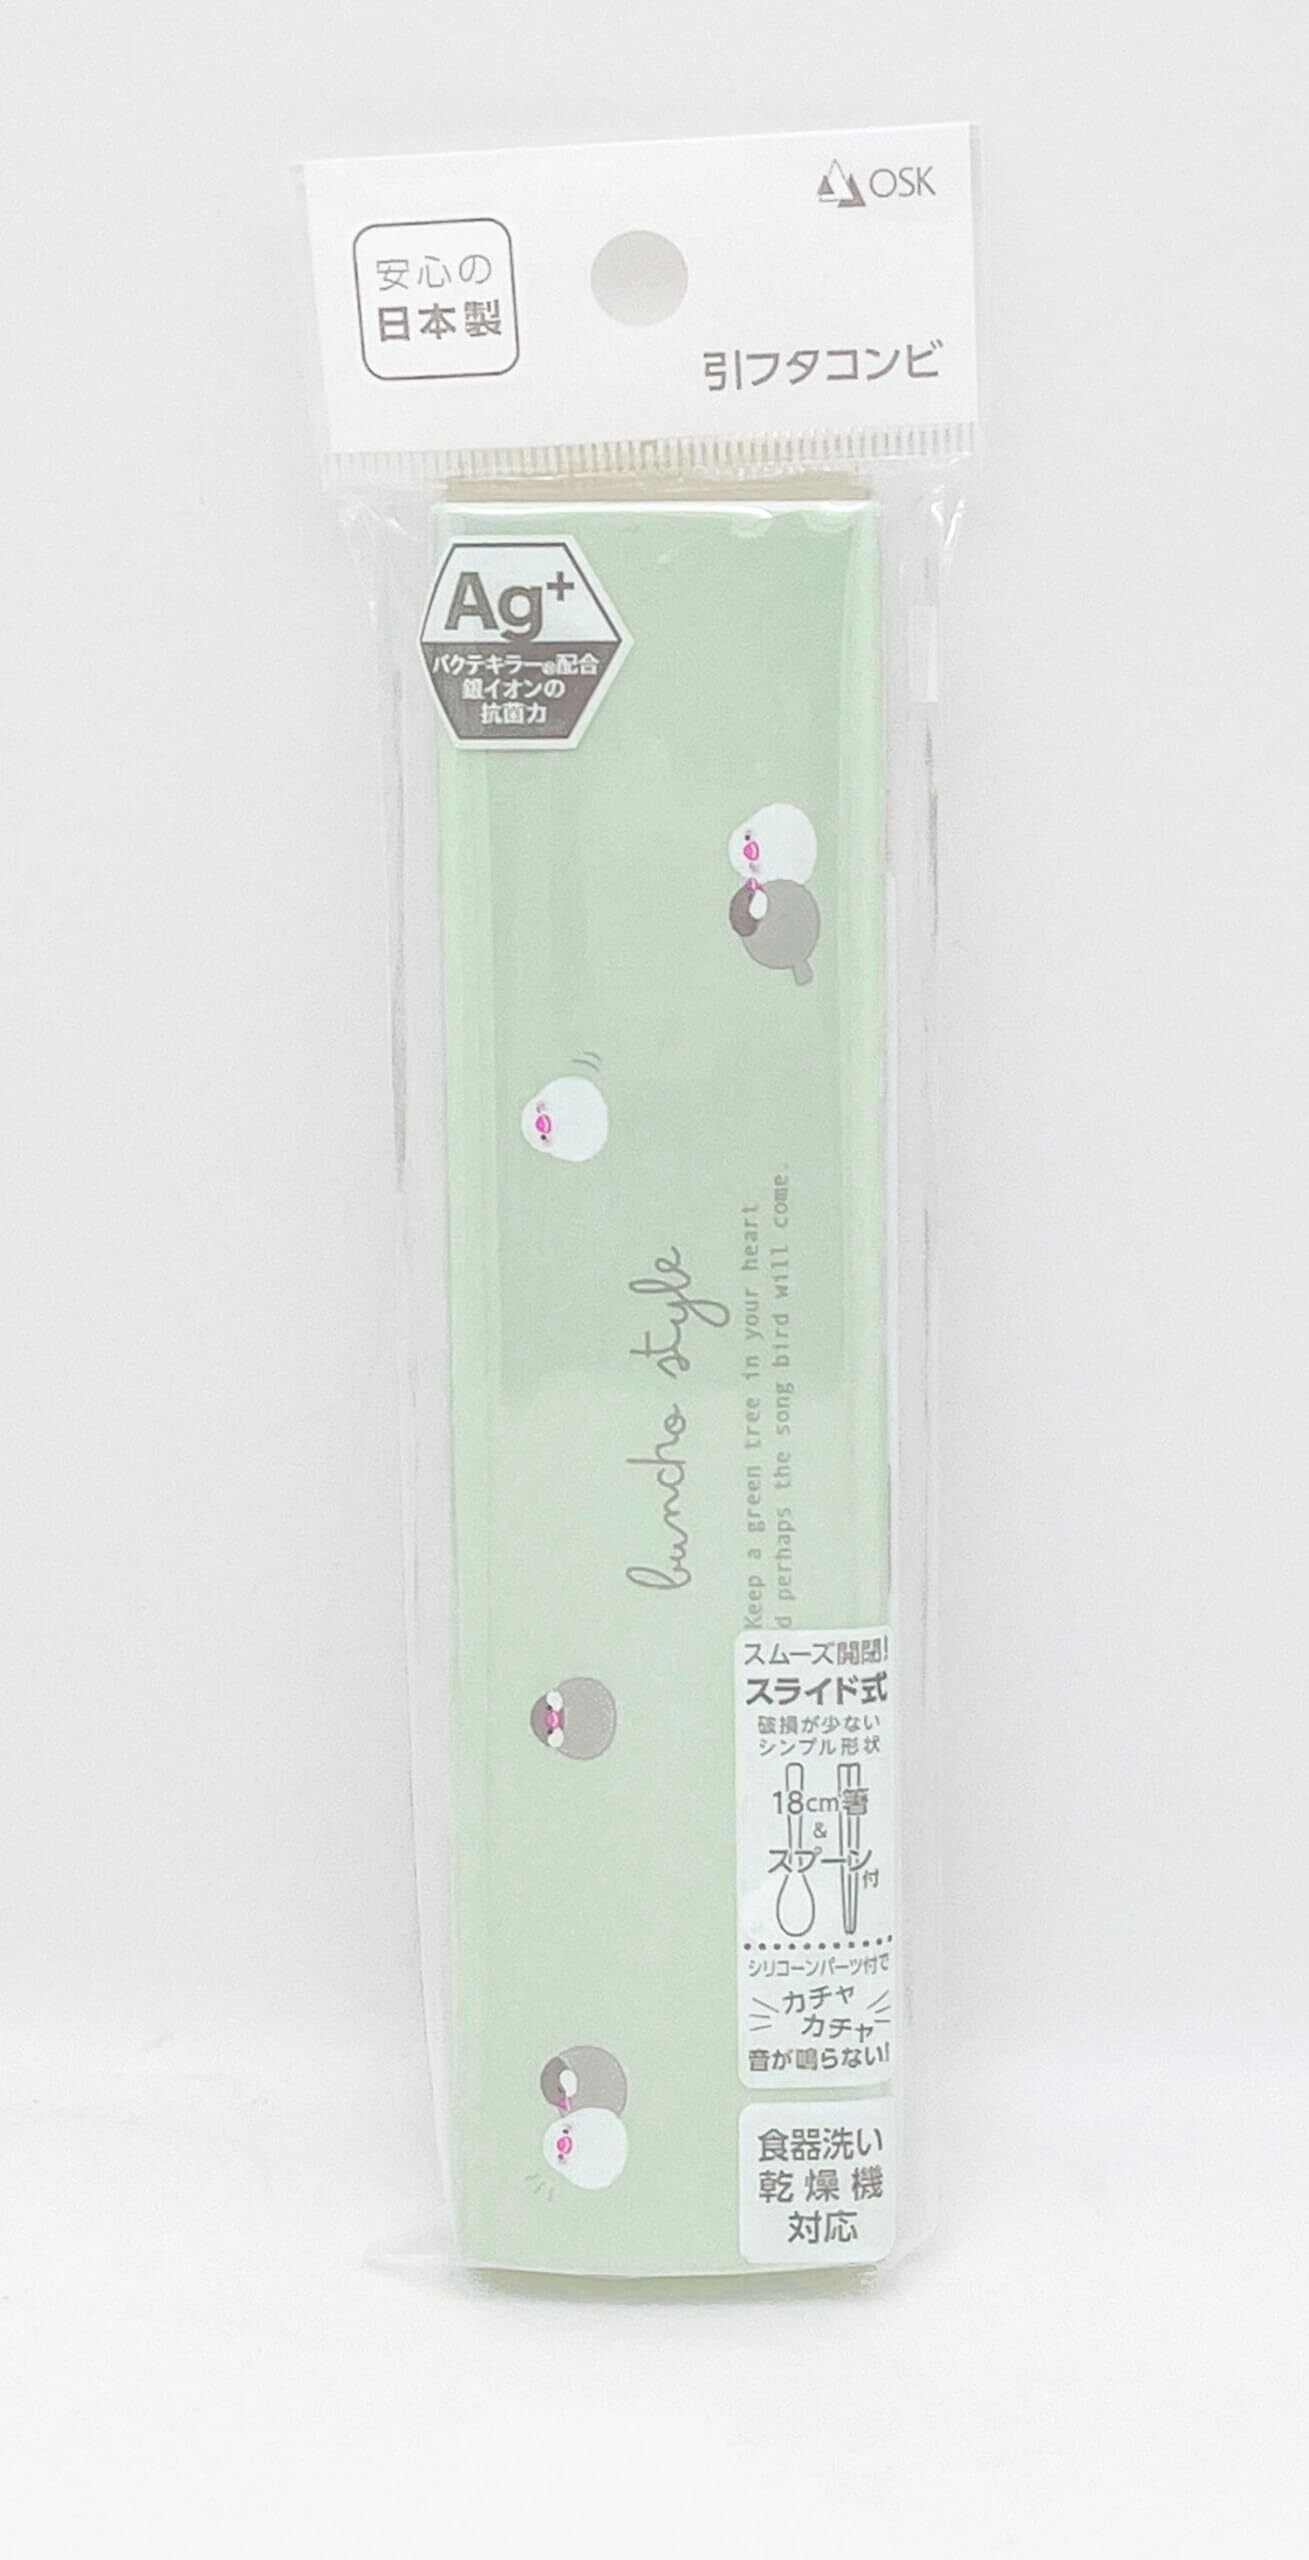 OSK
安心の
日本製
引フタコンビ
Ag+
バクテキラー®配合
銀イオンの
抗菌力
buncho style
Keep a green tree in your heart
d perhaps the song bird will come.
スムーズ開閉!
スライド式
破損が少ない
シンプル形状
18cm箸
&
スプーン付
シリコーンパーツ付で
カチャ
カチャ
音が鳴らない!
食器洗い
乾燥機
対応